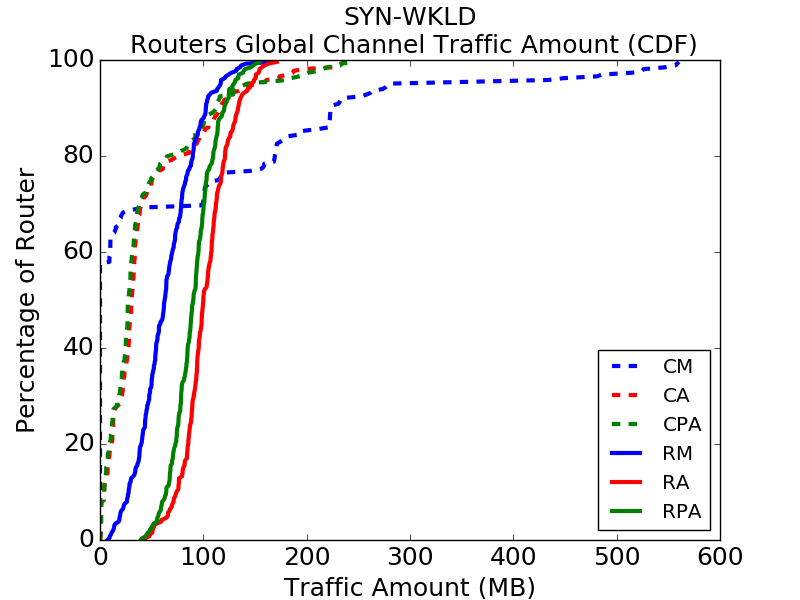 SYN-WKLD
Routers Global Channel Traffic Amount (CDF)
100
80
60
40
20
0
Percentage of Router
0 100 200 300 400 500 600
Traffic Amount (MB)
CM
CA
CPA
RM
RA
RPA